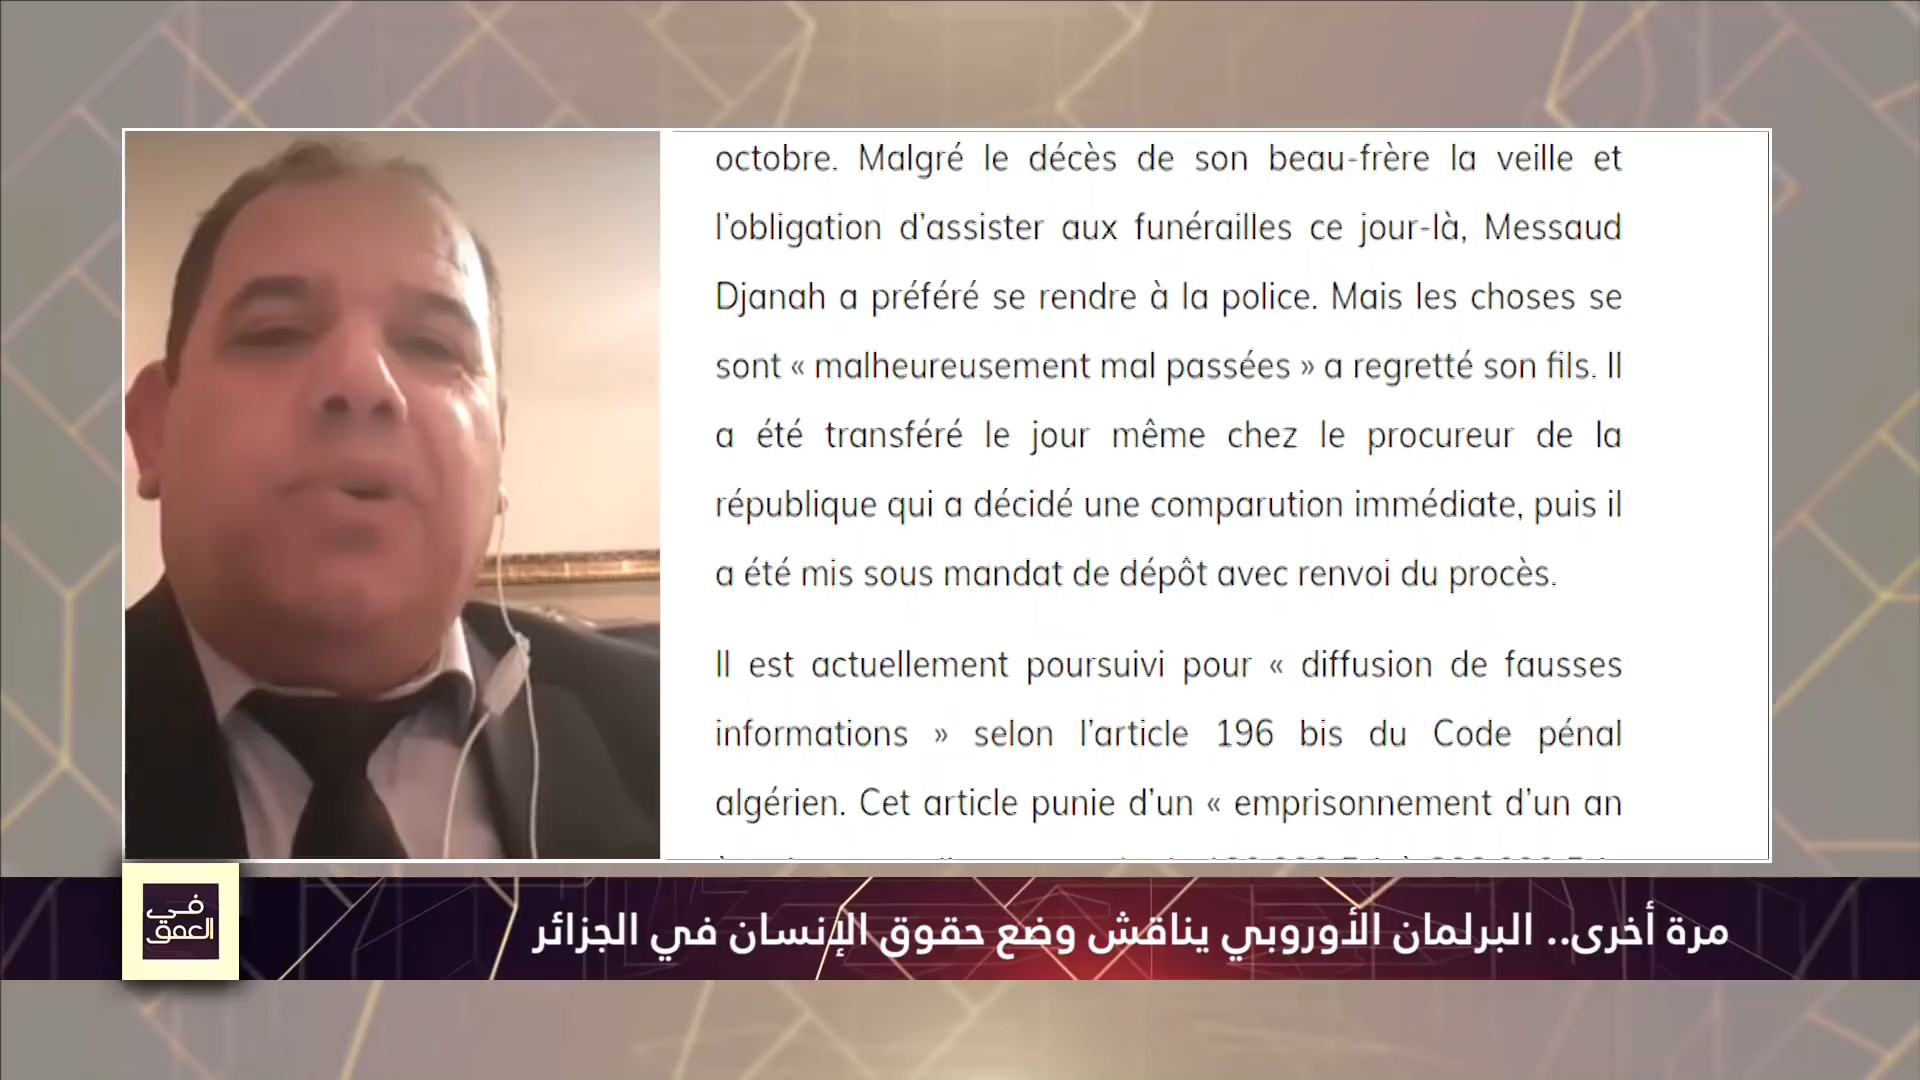 octobre. Malgré le décès de son beau-frère la veille et
l'obligation d'assister aux funérailles ce jour-là, Messaud
Djanah a préféré se rendre à la police. Mais les choses se
sont « malheureusement mal passées » a regretté son fils. Il
a été transféré le jour même chez le procureur de la
république qui a décidé une comparution immédiate, puis il
a été mis sous mandat de dépôt avec renvoi du procès.
Il est actuellement poursuivi pour « diffusion de fausses
informations » selon l'article 196 bis du Code pénal
algérien. Cet article punie d'un « emprisonnement d'un an
في
العمق
مرة أخرى.. البرلمان الأوروبي يناقش وضع حقوق الإنسان في الجزائر